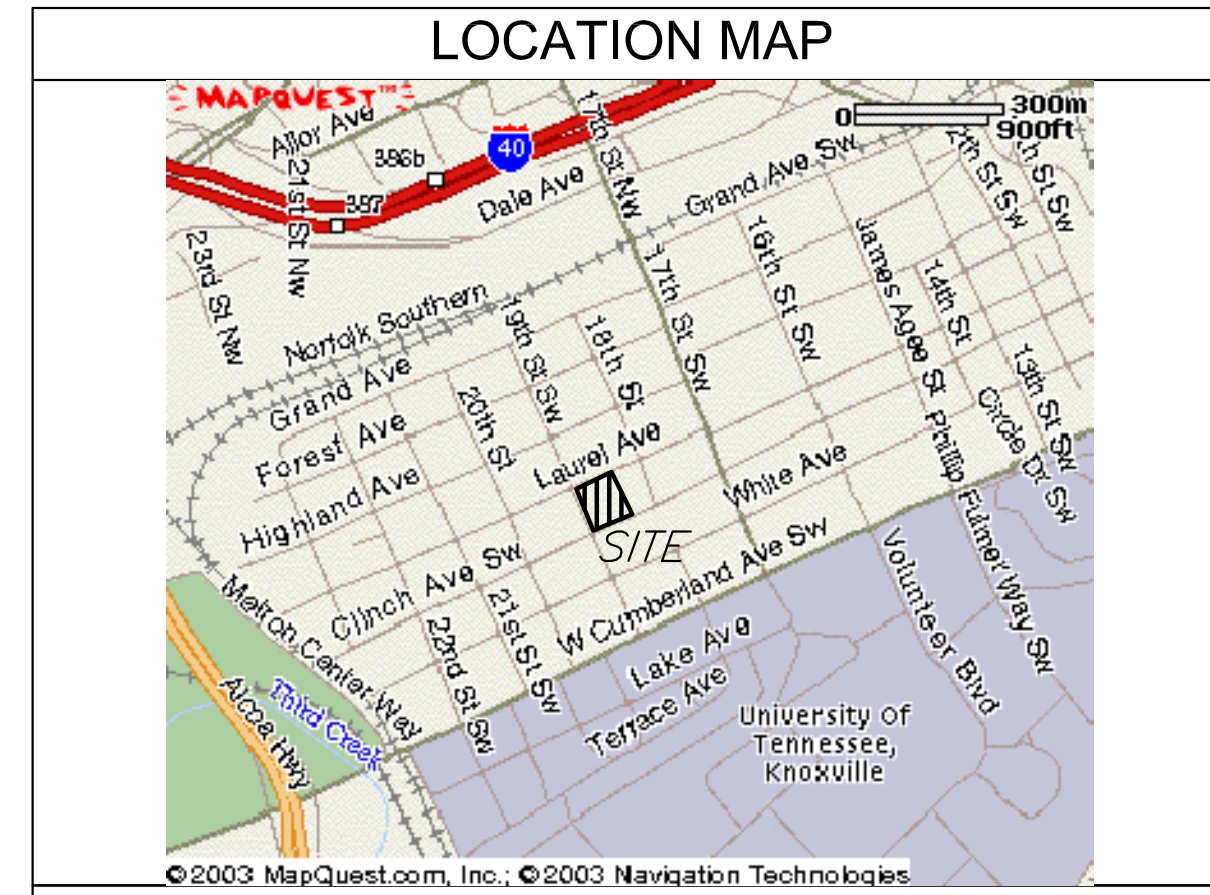 LOCATION MAP
MAPQUEST™
0 300m
900ft
Allor Ave
386b
40
17th St NW
387
21st St NW
Dale Ave
Grand Ave Sw
12th St Sw
th St Sw
23rd St NW
Norfolk Southern
19th St Sw
18th St
17th St Sw
16th St Sw
James Agee St
14th St
13th St Sw
Circle Dr Sw
Grand Ave
Forest Ave
20th St
Highland Ave
Laurel Ave
White Ave
Phillip Fulmer Way Sw
SITE
Clinch Ave Sw
W Cumberland Ave Sw
Volunteer Blvd
Melton Center Way
22nd St Sw
21st St Sw
Lake Ave
Terrace Ave
Alcoa Hwy
Third Creek
University Of
Tennessee,
Knoxville
©2003 MapQuest.com, Inc.; ©2003 Navigation Technologies